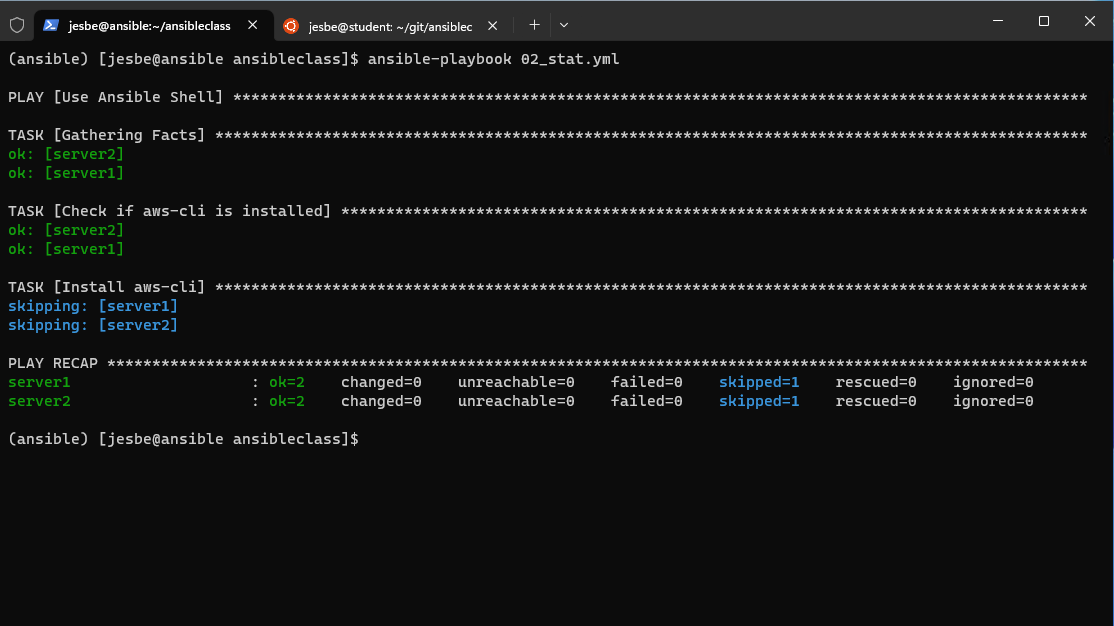 jesbe@ansible:~/ansibleclass
jesbe@student: ~/git/ansiblec
(ansible) [jesbe@ansible ansibleclass]$ ansible-playbook 02_stat.yml
PLAY [Use Ansible Shell] ***********************************************************************************************
TASK [Gathering Facts] *************************************************************************************************
ok: [server2]
ok: [server1]
TASK [Check if aws-cli is installed] ***********************************************************************************
ok: [server2]
ok: [server1]
TASK [Install aws-cli] *************************************************************************************************
skipping: [server1]
skipping: [server2]
PLAY RECAP *************************************************************************************************************
server1                    : ok=2    changed=0    unreachable=0    failed=0    skipped=1    rescued=0    ignored=0
server2                    : ok=2    changed=0    unreachable=0    failed=0    skipped=1    rescued=0    ignored=0
(ansible) [jesbe@ansible ansibleclass]$